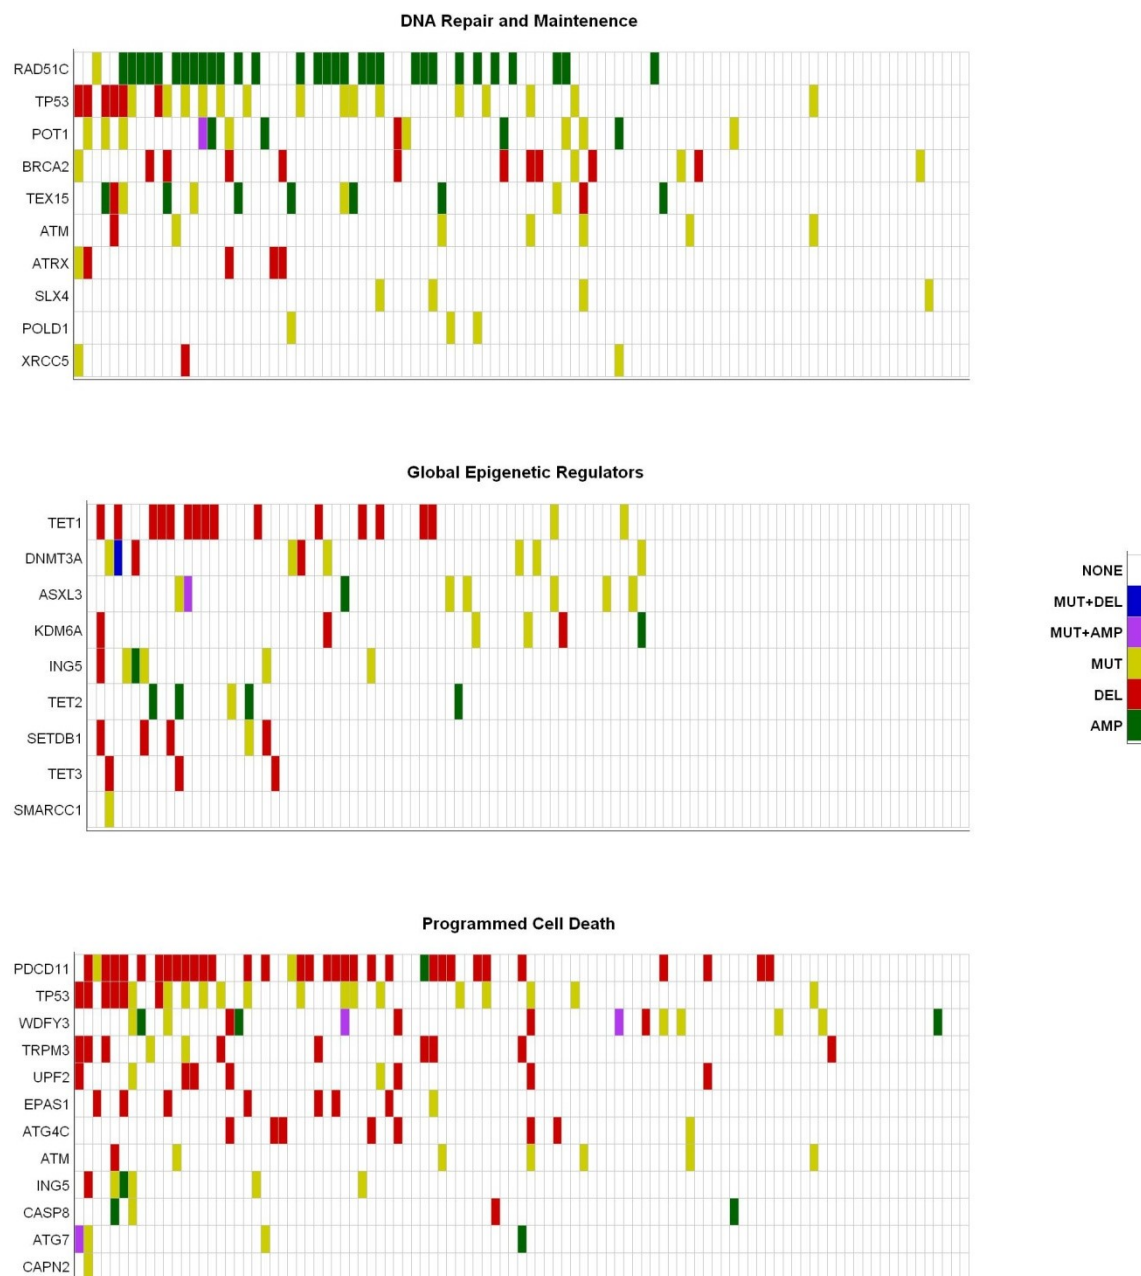 DNA Repair and Maintenence
RAD51C
TP53
POT1
BRCA2
TEX15
ATM
ATRX
SLX4
POLD1
XRCC5
Global Epigenetic Regulators
TET1
DNMT3A
ASXL3
KDM6A
ING5
TET2
SETDB1
TET3
SMARCC1
NONE
MUT+DEL
MUT+AMP
MUT
DEL
AMP
Programmed Cell Death
PDCD11
TP53
WDFY3
TRPM3
UPF2
EPAS1
ATG4C
ATM
ING5
CASP8
ATG7
CAPN2